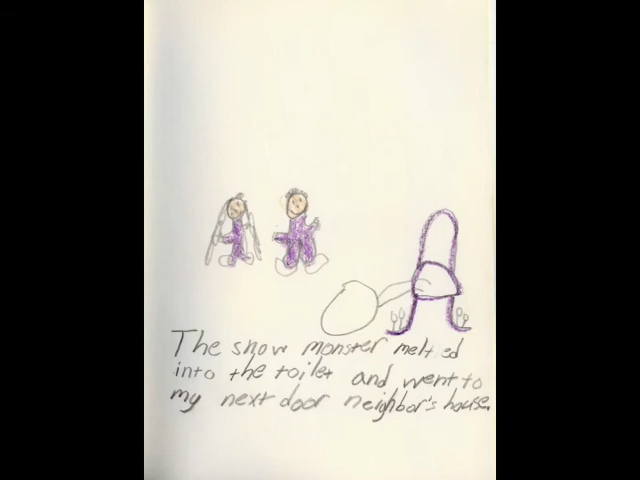 The snow monster melted
into the toilet and went to
my next door neighbor's house.